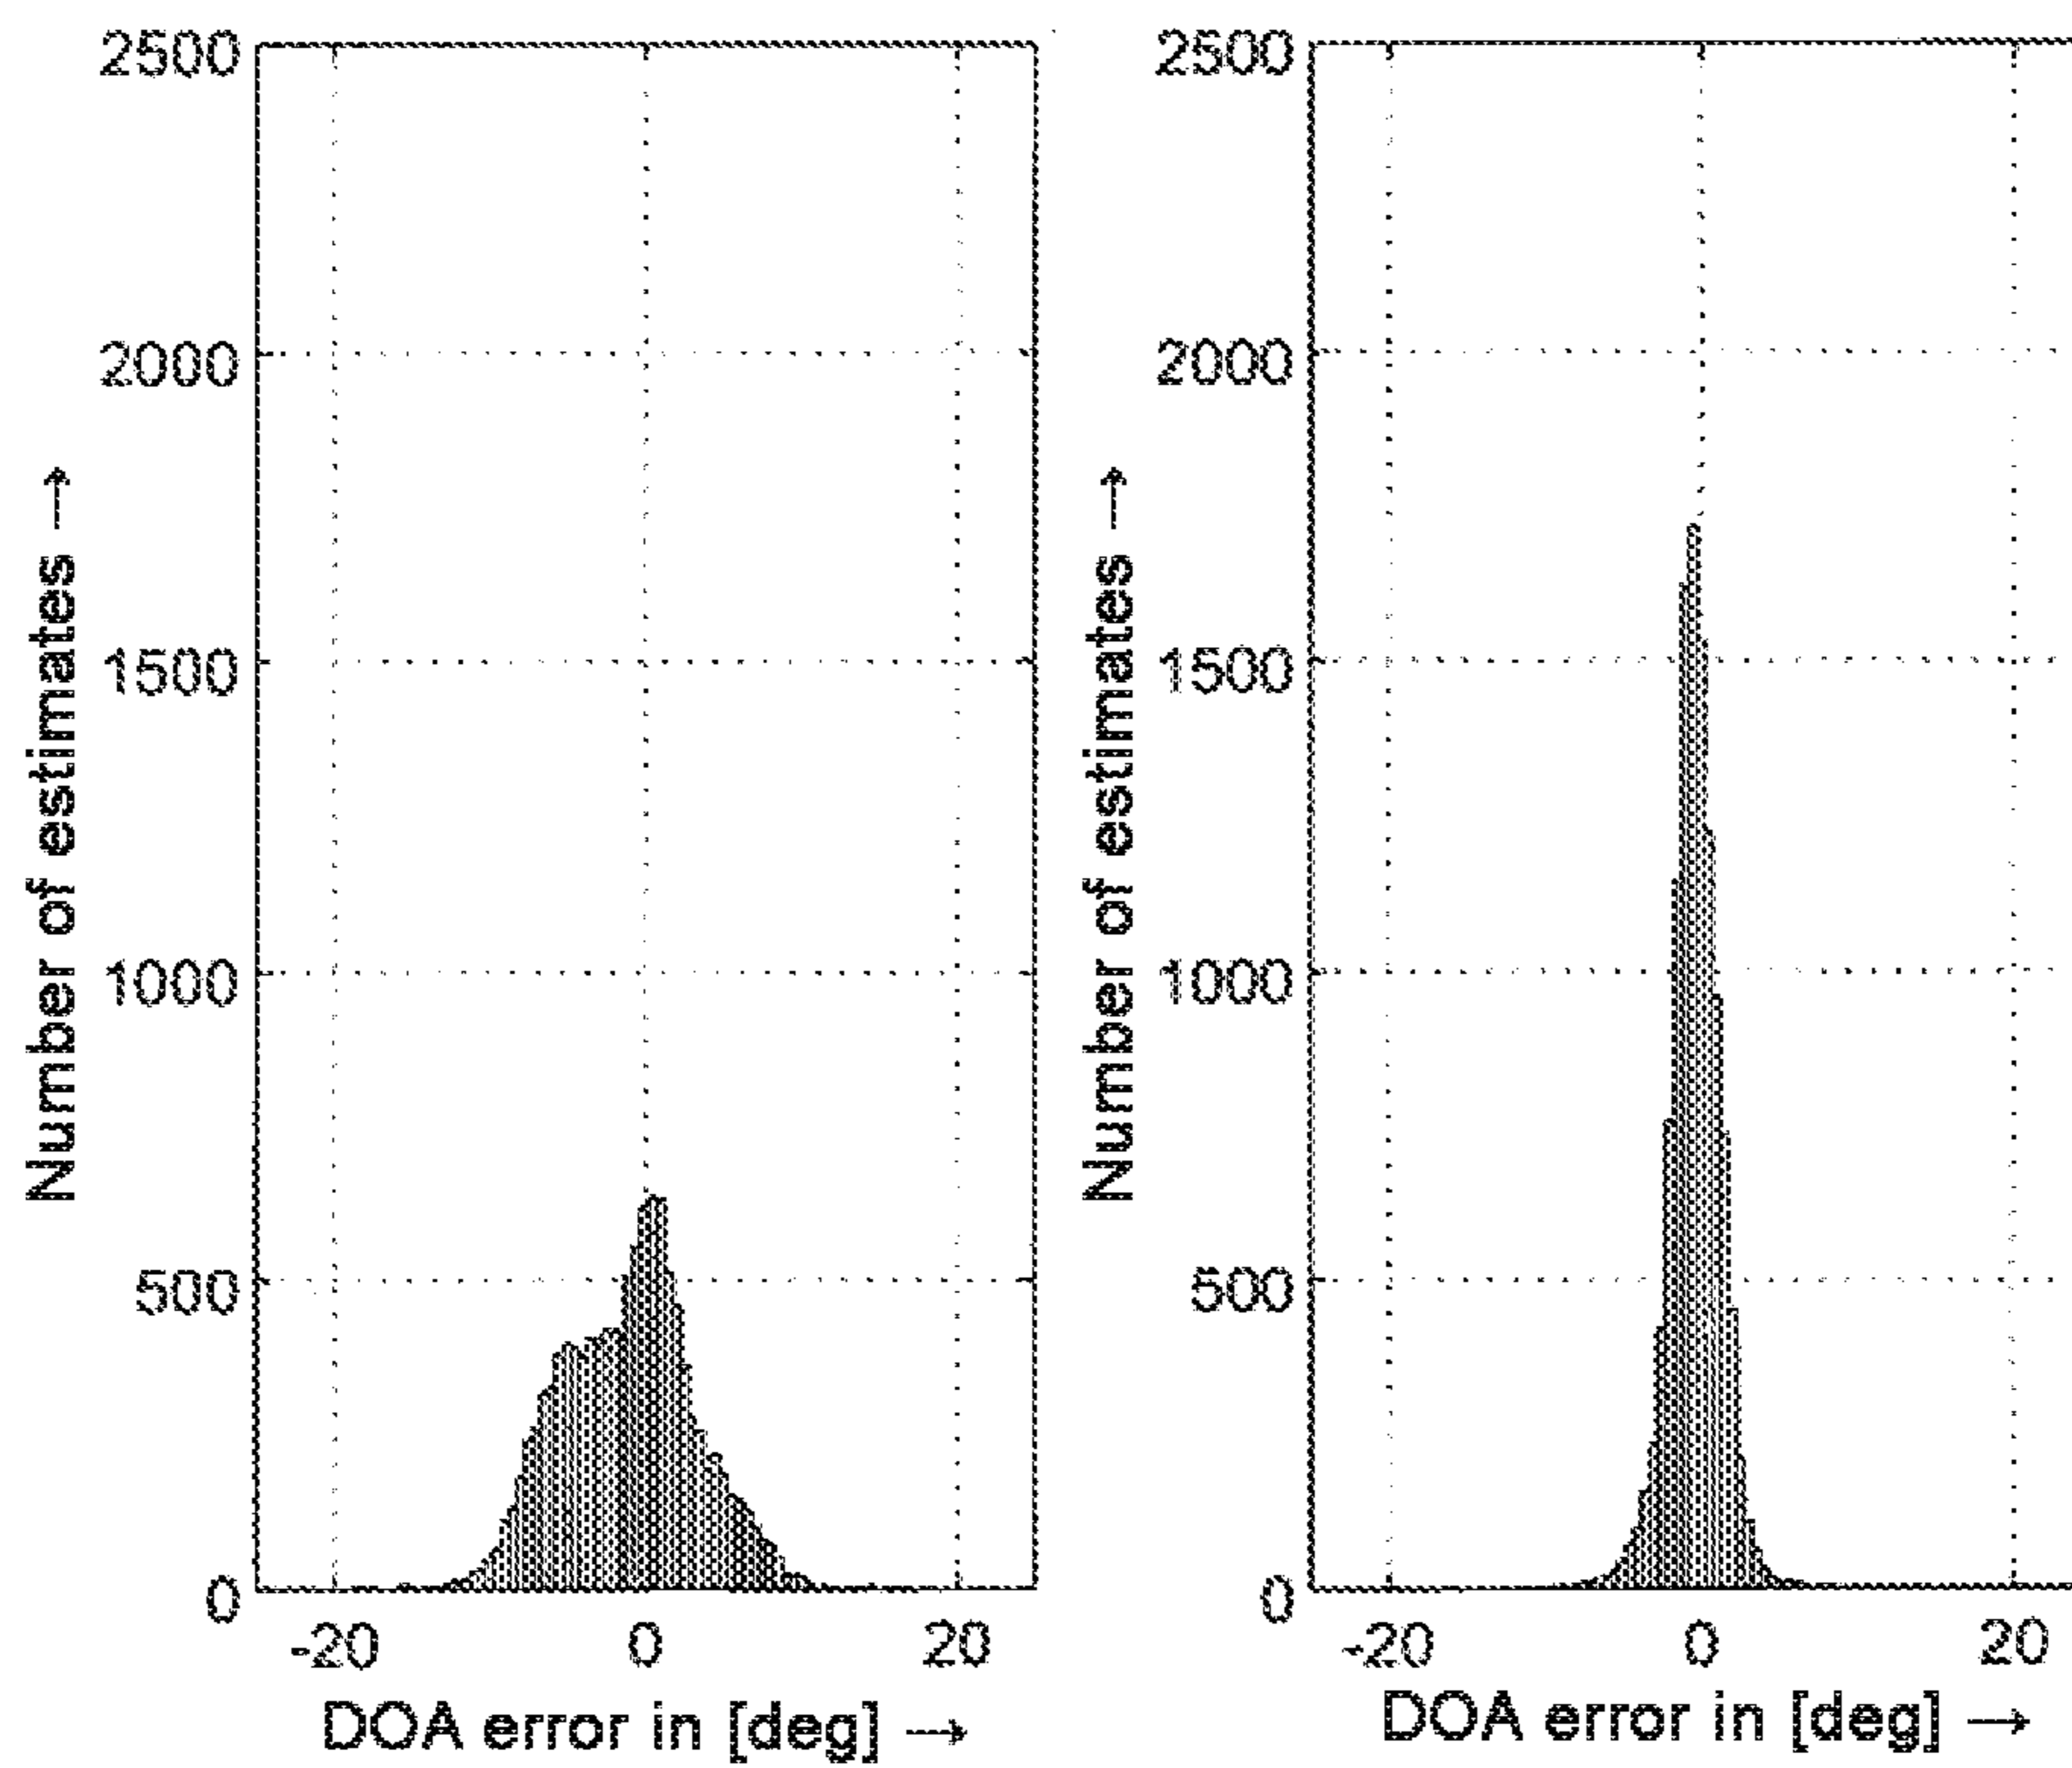 2500
2000
1500
1000
500
0
-20 0 20
DOA error in [deg] →
Number of estimates →
2500
2000
1500
1000
500
0
-20 0 20
DOA error in [deg] →
Number of estimates →